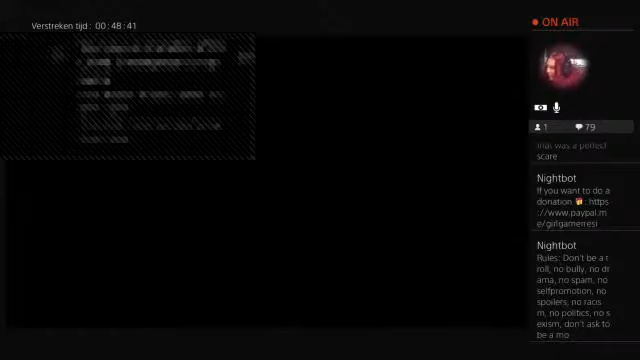 Verstreken tijd: 00:48:41
ON AIR
1 79
that was a perfect
scare
Nightbot
If you want to do a
donation 🎁: https
://www.paypal.m
e/girlgamerresi
Nightbot
Rules: Don't be a t
roll, no bully, no dr
ama, no spam, no
selfpromotion, no
spoilers, no racis
m, no politics, no s
exism, don't ask to
be a mo